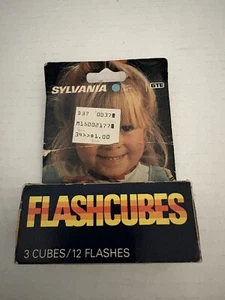 SYLVANIA
GTE
FLASHCUBES
3 CUBES/12 FLASHES